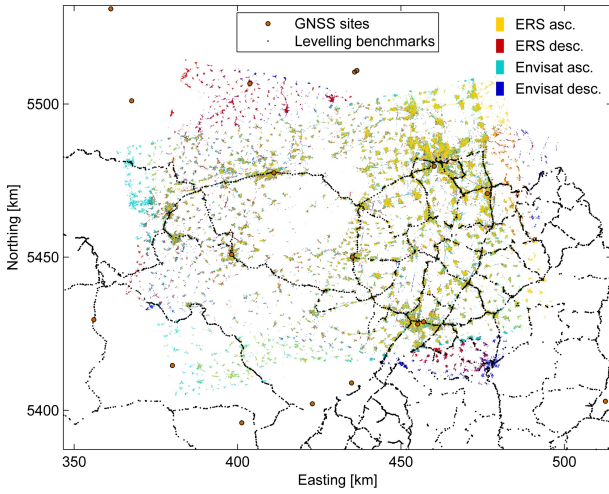 GNSS sites
Levelling benchmarks
ERS asc.
ERS desc.
Envisat asc.
Envisat desc.
5500
5450
5400
Northing [km]
350
400
450
500
Easting [km]